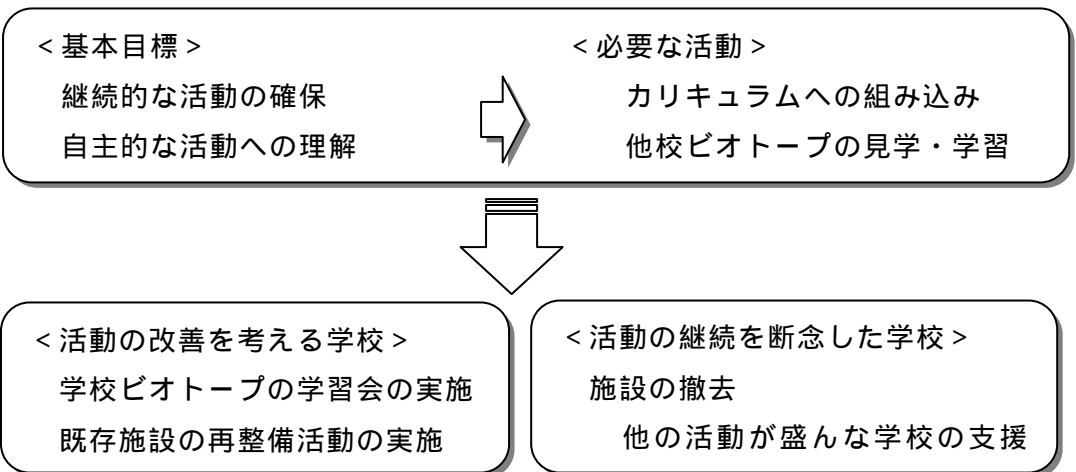 <基本目標>
継続的な活動の確保
自主的な活動への理解
<必要な活動>
カリキュラムへの組み込み
他校ビオトープの見学・学習
<活動の改善を考える学校>
学校ビオトープの学習会の実施
既存施設の再整備活動の実施
<活動の継続を断念した学校>
施設の撤去
他の活動が盛んな学校の支援